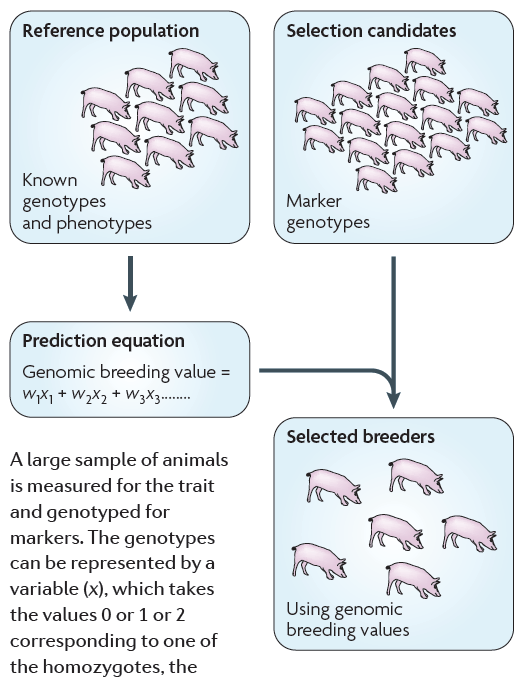 Reference population
Known
genotypes
and phenotypes
Selection candidates
Marker
genotypes
Prediction equation
Genomic breeding value =
w₁x₁ + w₂x₂ + w₃x₃........
Selected breeders
Using genomic
breeding values
A large sample of animals
is measured for the trait
and genotyped for
markers. The genotypes
can be represented by a
variable (x), which takes
the values 0 or 1 or 2
corresponding to one of
the homozygotes, the